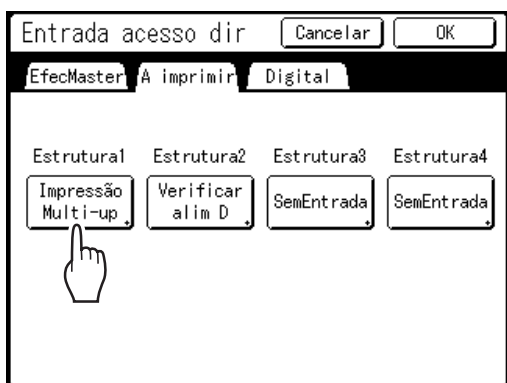 Entrada acesso dir Cancelar OK
EfecMaster A imprimir Digital
Estrutura1 Estrutura2 Estrutura3 Estrutura4
Impressão Verificar SemEntrada SemEntrada
Multi-up alim D